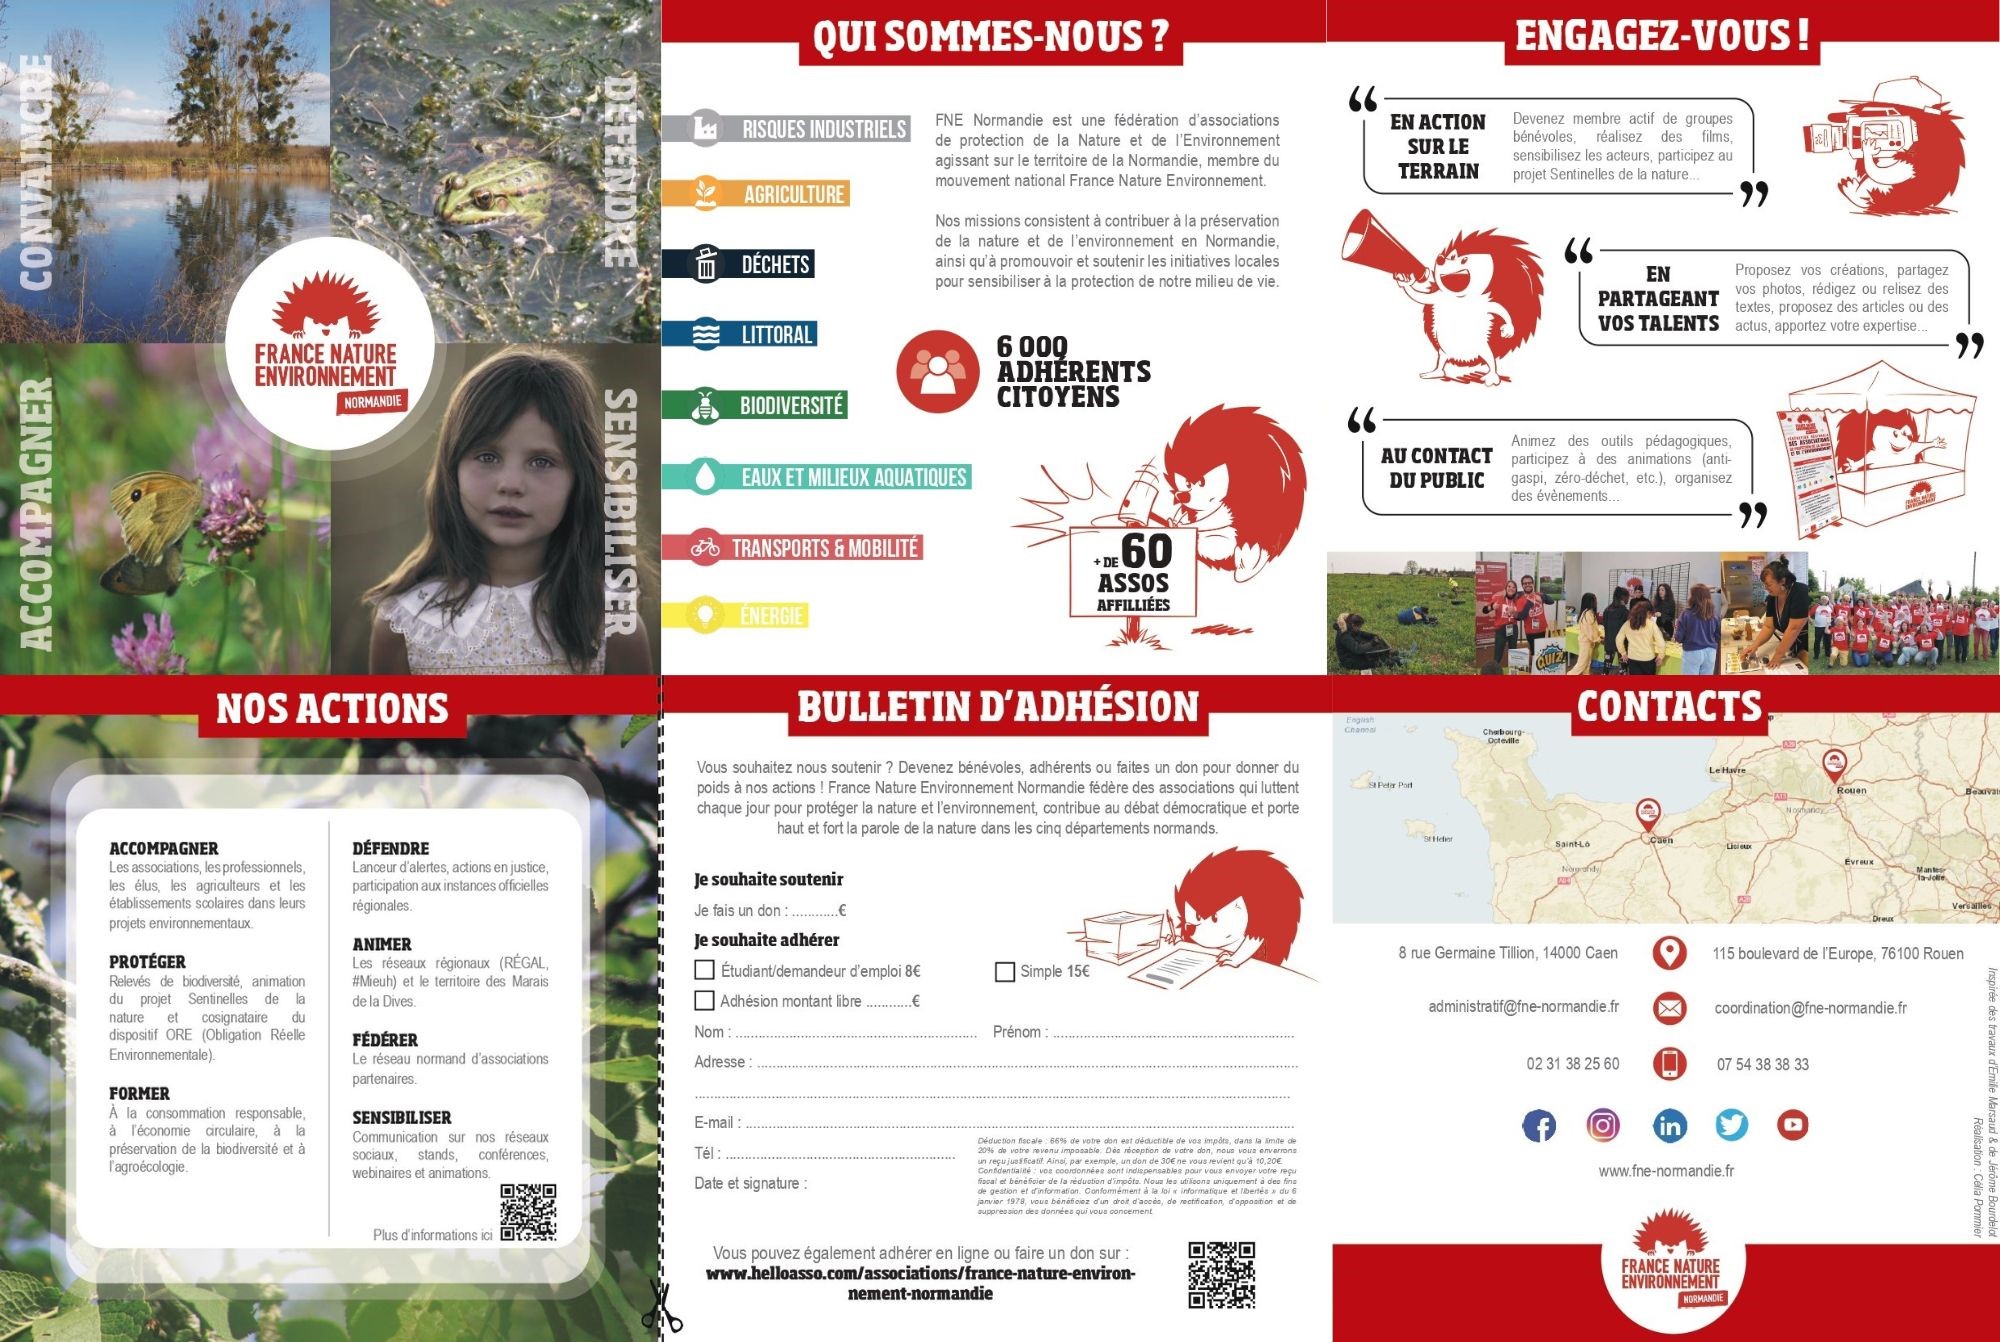 CONVAINCRE
DÉFENDRE
ACCOMPAGNER
SENSIBILISER
FRANCE NATURE
ENVIRONNEMENT
NORMANDIE
QUI SOMMES-NOUS ?
RISQUES INDUSTRIELS
AGRICULTURE
DÉCHETS
LITTORAL
BIODIVERSITÉ
EAUX ET MILIEUX AQUATIQUES
TRANSPORTS & MOBILITÉ
ÉNERGIE
FNE Normandie est une fédération d'associations
de protection de la Nature et de l'Environnement
agissant sur le territoire de la Normandie, membre du
mouvement national France Nature Environnement.
Nos missions consistent à contribuer à la préservation
de la nature et de l'environnement en Normandie,
ainsi qu'à promouvoir et soutenir les initiatives locales
pour sensibiliser à la protection de notre milieu de vie.
6 000
ADHÉRENTS
CITOYENS
+ DE 60
ASSOS
AFFILLIÉES
ENGAGEZ-VOUS !
“
EN ACTION
SUR LE
TERRAIN
Devenez membre actif de groupes
bénévoles, réalisez des films,
sensibilisez les acteurs, participez au
projet Sentinelles de la nature...
”
“
EN
PARTAGEANT
VOS TALENTS
Proposez vos créations, partagez
vos photos, rédigez ou relisez des
textes, proposez des articles ou des
actus, apportez votre expertise...
”
“
AU CONTACT
DU PUBLIC
Animez des outils pédagogiques,
participez à des animations (anti-
gaspi, zéro-déchet, etc.), organisez
des évènements...
”
QUIZ
NOS ACTIONS
ACCOMPAGNER
Les associations, les professionnels,
les élus, les agriculteurs et les
établissements scolaires dans leurs
projets environnementaux.
PROTÉGER
Relevés de biodiversité, animation
du projet Sentinelles de la
nature et cosignataire du
dispositif ORE (Obligation Réelle
Environnementale).
FORMER
À la consommation responsable,
à l'économie circulaire, à la
préservation de la biodiversité et à
l'agroécologie.
DÉFENDRE
Lanceur d'alertes, actions en justice,
participation aux instances officielles
régionales.
ANIMER
Les réseaux régionaux (RÉGAL,
#Mieuh) et le territoire des Marais
de la Dives.
FÉDÉRER
Le réseau normand d'associations
partenaires.
SENSIBILISER
Communication sur nos réseaux
sociaux, stands, conférences,
webinaires et animations.
Plus d'informations ici
BULLETIN D'ADHÉSION
Vous souhaitez nous soutenir ? Devenez bénévoles, adhérents ou faites un don pour donner du
poids à nos actions ! France Nature Environnement Normandie fédère des associations qui luttent
chaque jour pour protéger la nature et l'environnement, contribue au débat démocratique et porte
haut et fort la parole de la nature dans les cinq départements normands.
Je souhaite soutenir
Je fais un don : ............€
Je souhaite adhérer
Étudiant/demandeur d'emploi 8€
Simple 15€
Adhésion montant libre ............€
Nom : ............ Prénom : ............
Adresse : ............
E-mail : ............
Tél : ............
Date et signature :
Déduction fiscale : 66% de votre don est déductible de vos impôts, dans la limite de
20% de votre revenu imposable. Dès réception de votre don, nous vous enverrons
un reçu justificatif. Ainsi, par exemple, un don de 30€ ne vous revient qu'à 10,20€.
Confidentialité : vos coordonnées sont indispensables pour vous envoyer votre reçu
fiscal et bénéficier de la réduction d'impôts. Nous les utilisons uniquement à des fins
de gestion et d'information. Conformément à la loi « informatique et libertés » du 6
janvier 1978, vous bénéficiez d'un droit d'accès, de rectification, d'opposition et de
suppression des données qui vous concernent.
Vous pouvez également adhérer en ligne ou faire un don sur :
www.helloasso.com/associations/france-nature-environ-
nement-normandie
CONTACTS
English
Channel
Cherbourg-
Octeville
St Peter Port
St Helier
Le Havre
Rouen
Beauvais
Normandy
Caen
Saint-Lô
Lisieux
Évreux
Mantes-
la-Jolie
Normandy
Versailles
Dreux
8 rue Germaine Tillion, 14000 Caen
115 boulevard de l'Europe, 76100 Rouen
administratif@fne-normandie.fr
coordination@fne-normandie.fr
02 31 38 25 60
07 54 38 38 33
www.fne-normandie.fr
Inspirée des travaux d'Emilie Marsaud & de Jérôme Bourdelot
Réalisation : Célia Pommier
FRANCE NATURE
ENVIRONNEMENT
NORMANDIE